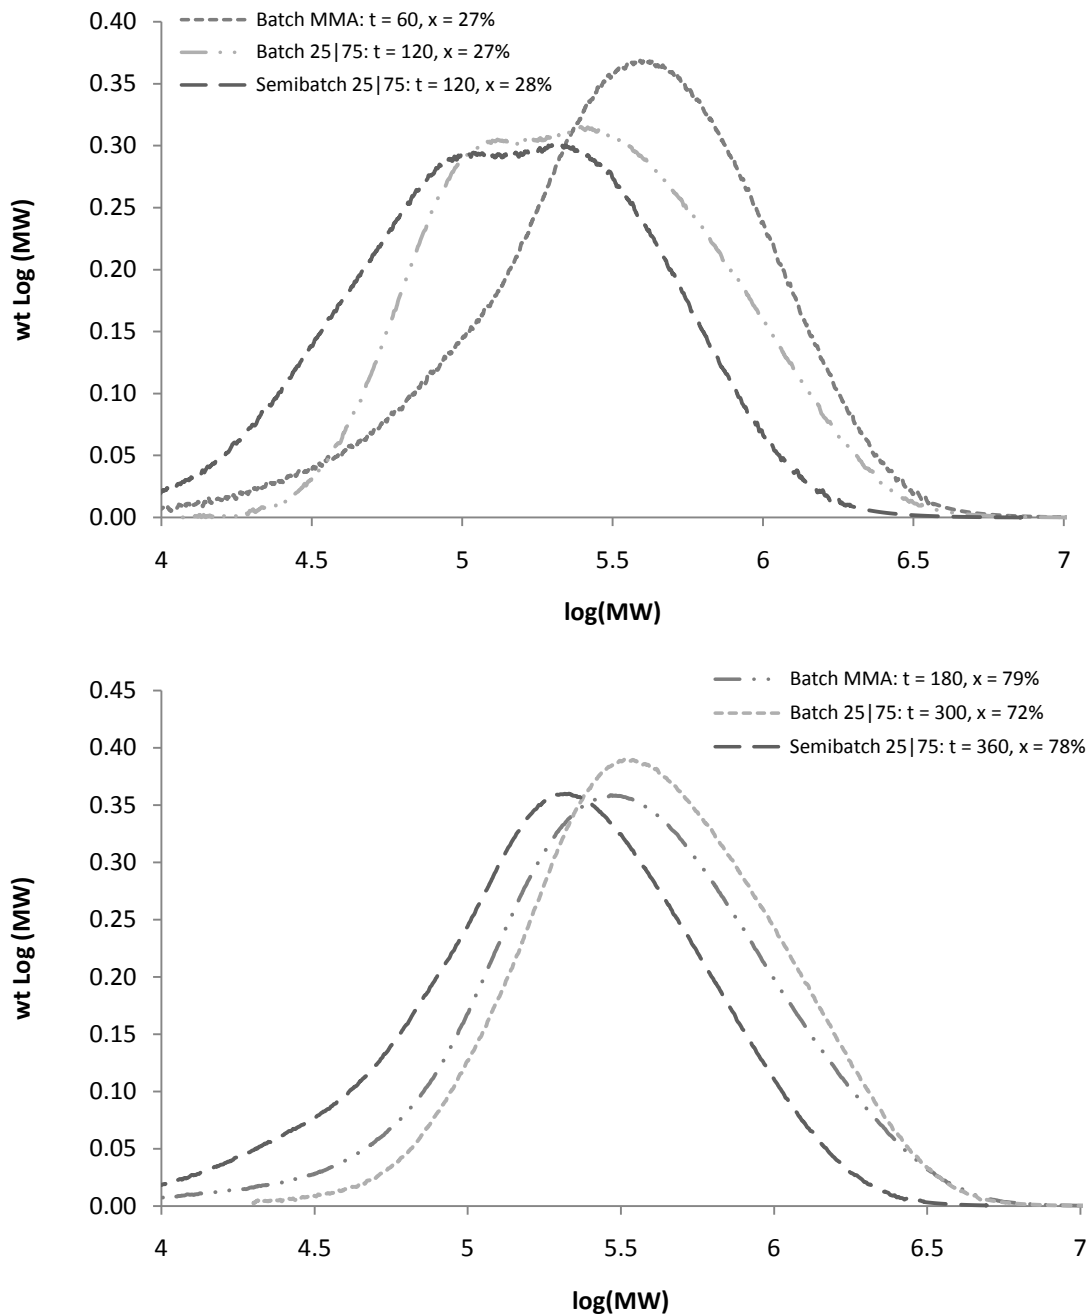 0.40
0.35
0.30
0.25
0.20
0.15
0.10
0.05
0.00
wt Log (MW)
Batch MMA: t = 60, x = 27%
Batch 25|75: t = 120, x = 27%
Semibatch 25|75: t = 120, x = 28%
4 4.5 5 5.5 6 6.5 7
log(MW)
0.45
0.40
0.35
0.30
0.25
0.20
0.15
0.10
0.05
0.00
wt Log (MW)
Batch MMA: t = 180, x = 79%
Batch 25|75: t = 300, x = 72%
Semibatch 25|75: t = 360, x = 78%
4 4.5 5 5.5 6 6.5 7
log(MW)